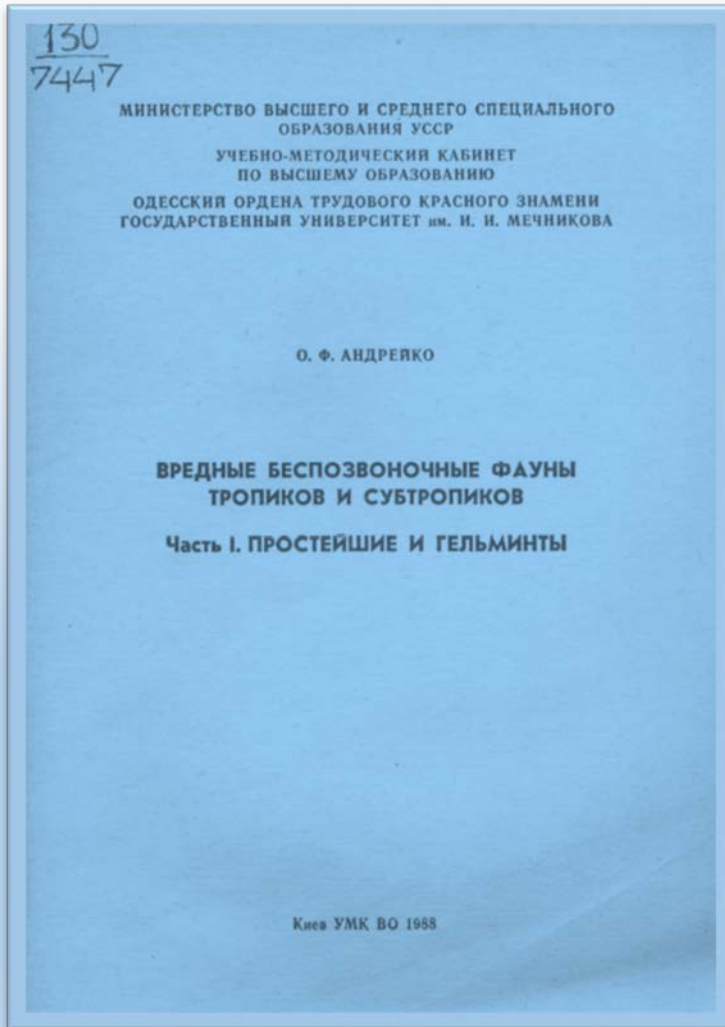 130
7447
МИНИСТЕРСТВО ВЫСШЕГО И СРЕДНЕГО СПЕЦИАЛЬНОГО
ОБРАЗОВАНИЯ УССР
УЧЕБНО-МЕТОДИЧЕСКИЙ КАБИНЕТ
ПО ВЫСШЕМУ ОБРАЗОВАНИЮ
ОДЕССКИЙ ОРДЕНА ТРУДОВОГО КРАСНОГО ЗНАМЕНИ
ГОСУДАРСТВЕННЫЙ УНИВЕРСИТЕТ им. И. И. МЕЧНИКОВА
О. Ф. АНДРЕЙКО
ВРЕДНЫЕ БЕСПОЗВОНОЧНЫЕ ФАУНЫ
ТРОПИКОВ И СУБТРОПИКОВ
Часть I. ПРОСТЕЙШИЕ И ГЕЛЬМИНТЫ
Киев УМК ВО 1988